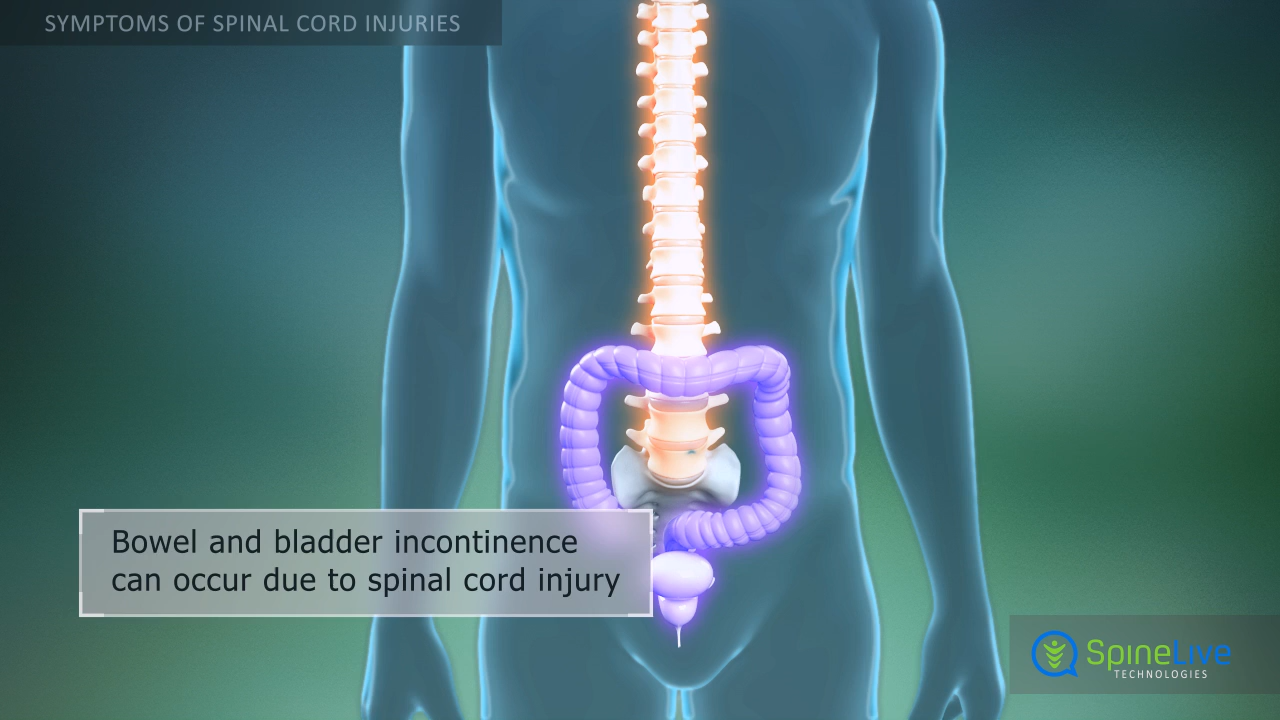 SYMPTOMS OF SPINAL CORD INJURIES
Bowel and bladder incontinence
can occur due to spinal cord injury
SpineLive
TECHNOLOGIES